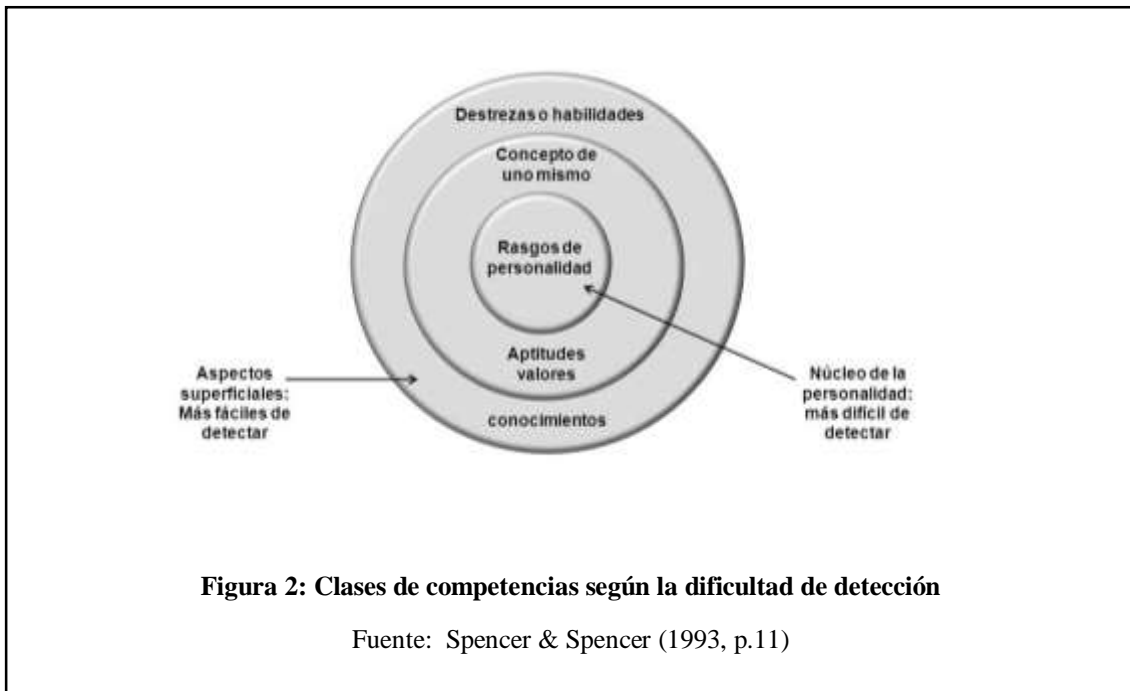 Destrezas o habilidades
Concepto de
uno mismo
Rasgos de
personalidad
Aptitudes
valores
conocimientos
Aspectos
superficiales:
Más fáciles de
detectar
Núcleo de la
personalidad:
más difícil de
detectar
Figura 2: Clases de competencias según la dificultad de detección
Fuente: Spencer & Spencer (1993, p.11)